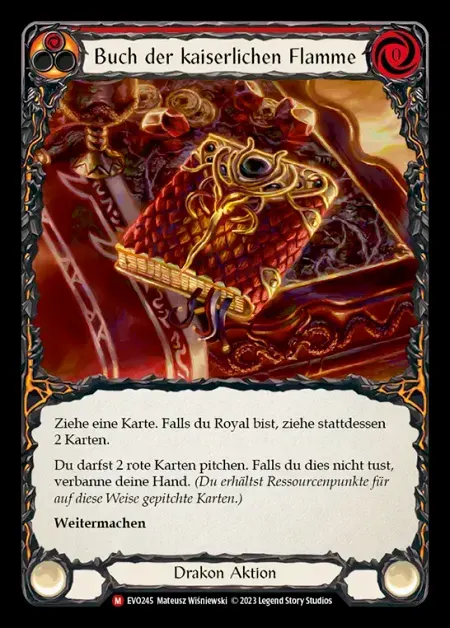 Buch der kaiserlichen Flamme
0
Ziehe eine Karte. Falls du Royal bist, ziehe stattdessen
2 Karten.
Du darfst 2 rote Karten pitchen. Falls du dies nicht tust,
verbanne deine Hand. (Du erhältst Ressourcenpunkte für
auf diese Weise gepitchte Karten.)
Weitermachen
Drakon Aktion
M EVO245 Mateusz Wiśniewski © 2023 Legend Story Studios